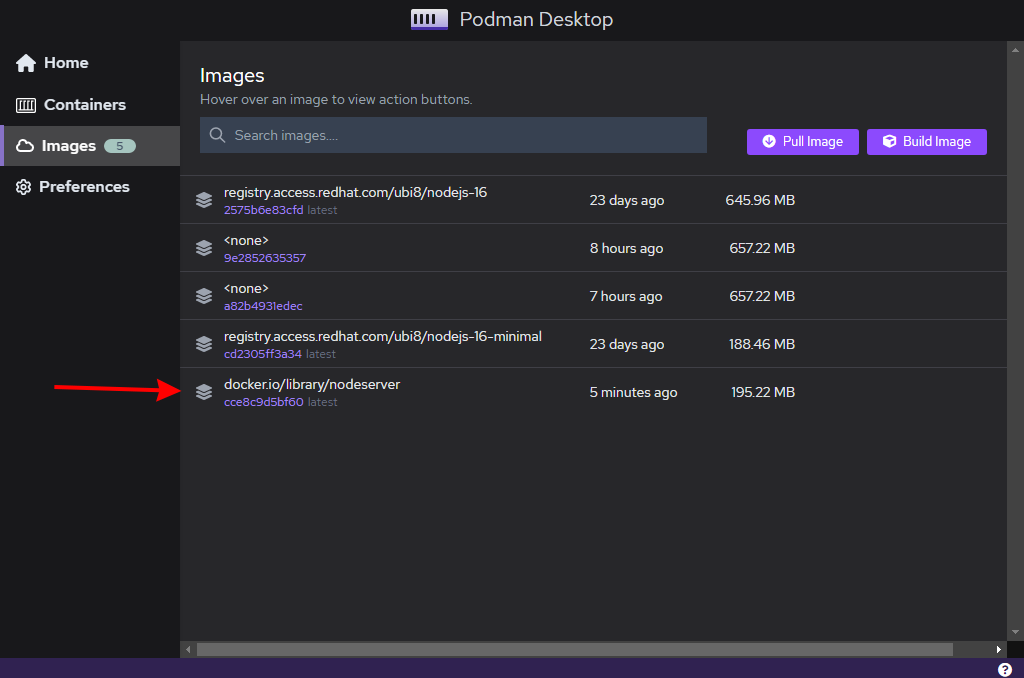 Podman Desktop
Home
Containers
Images 5
Preferences
Images
Hover over an image to view action buttons.
Search images....
Pull Image
Build Image
registry.access.redhat.com/ubi8/nodejs-16
2575b6e83cfd latest
23 days ago
645.96 MB
<none>
9e2852635357
8 hours ago
657.22 MB
<none>
a82b4931edec
7 hours ago
657.22 MB
registry.access.redhat.com/ubi8/nodejs-16-minimal
cd2305ff3a34 latest
23 days ago
188.46 MB
docker.io/library/nodeserver
cce8c9d5bf60 latest
5 minutes ago
195.22 MB
?